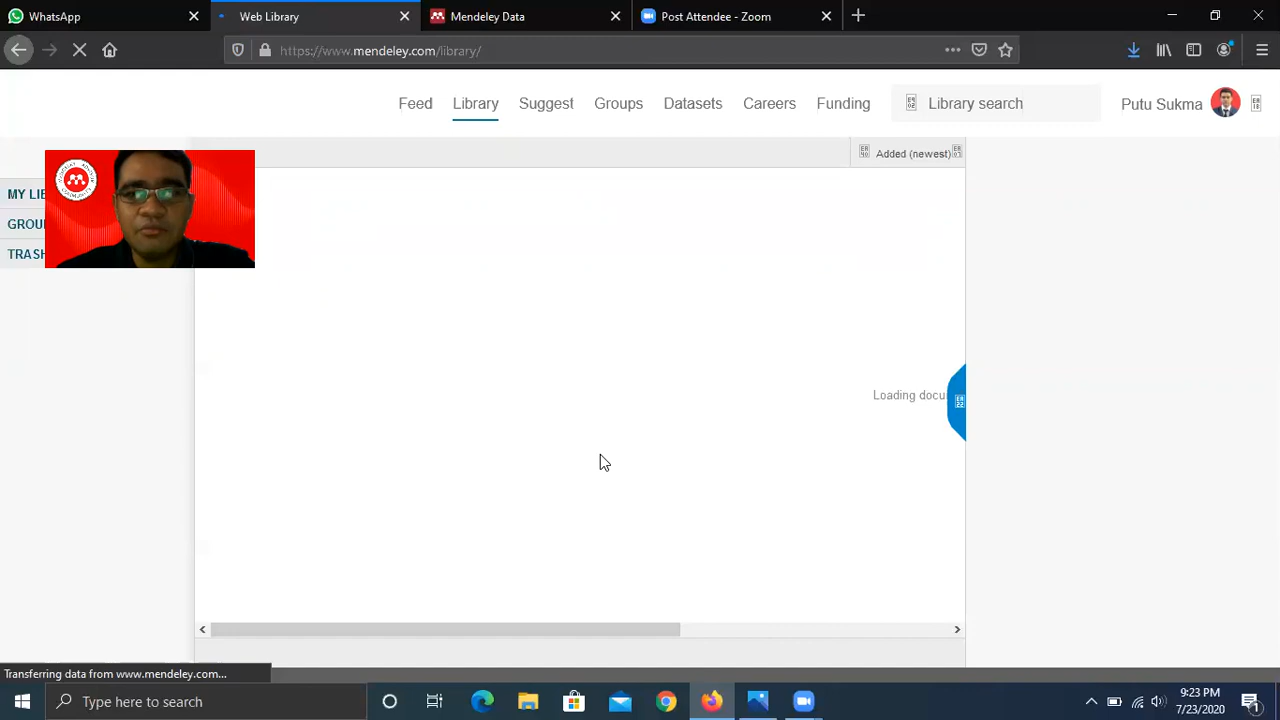 WhatsApp
Web Library
Mendeley Data
Post Attendee - Zoom
https://www.mendeley.com/library/
Feed
Library
Suggest
Groups
Datasets
Careers
Funding
Library search
Putu Sukma
Added (newest)
MY LIB
GROU
TRASH
Loading docu
Transferring data from www.mendeley.com...
Type here to search
9:23 PM
7/23/2020